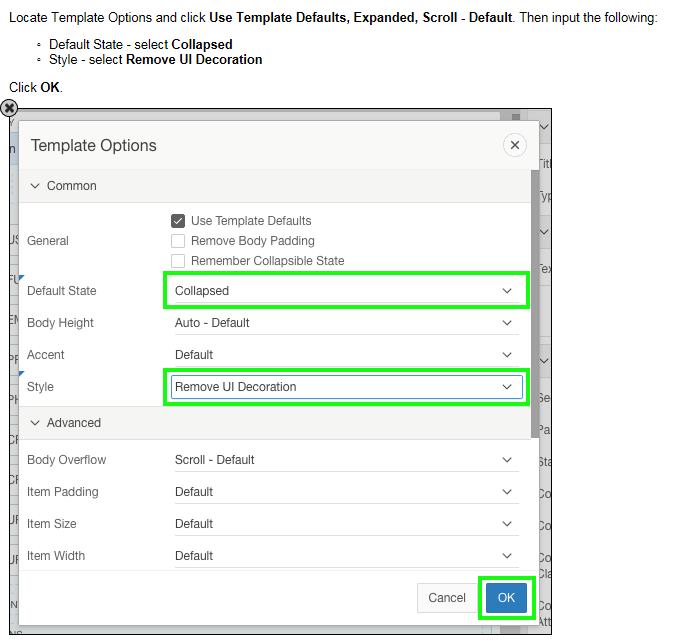 Locate Template Options and click Use Template Defaults, Expanded, Scroll - Default. Then input the following:
Default State - select Collapsed
Style - select Remove UI Decoration
Click OK.
Template Options
Common
General
Use Template Defaults
Remove Body Padding
Remember Collapsible State
Default State
Collapsed
Body Height
Auto - Default
Accent
Default
Style
Remove UI Decoration
Advanced
Body Overflow
Scroll - Default
Item Padding
Default
Item Size
Default
Item Width
Default
Cancel
OK